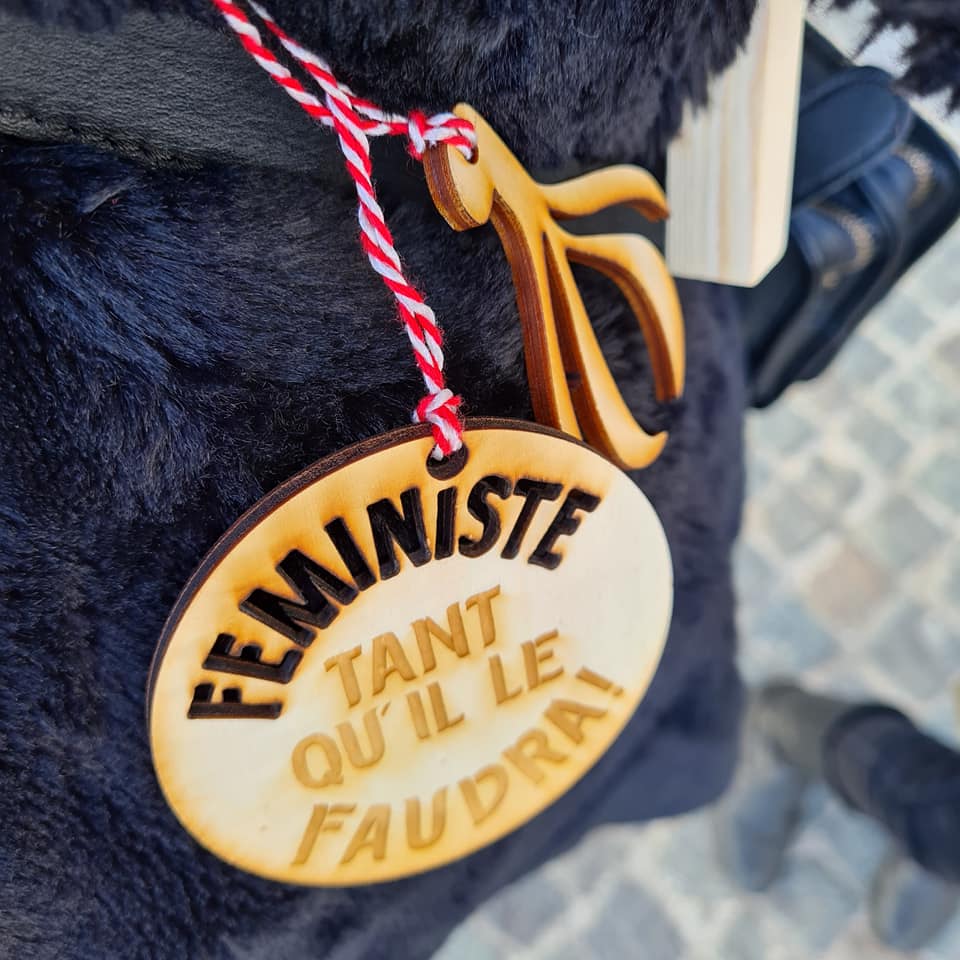 FEMINISTE
TANT
QU'IL LE
FAUDRA!